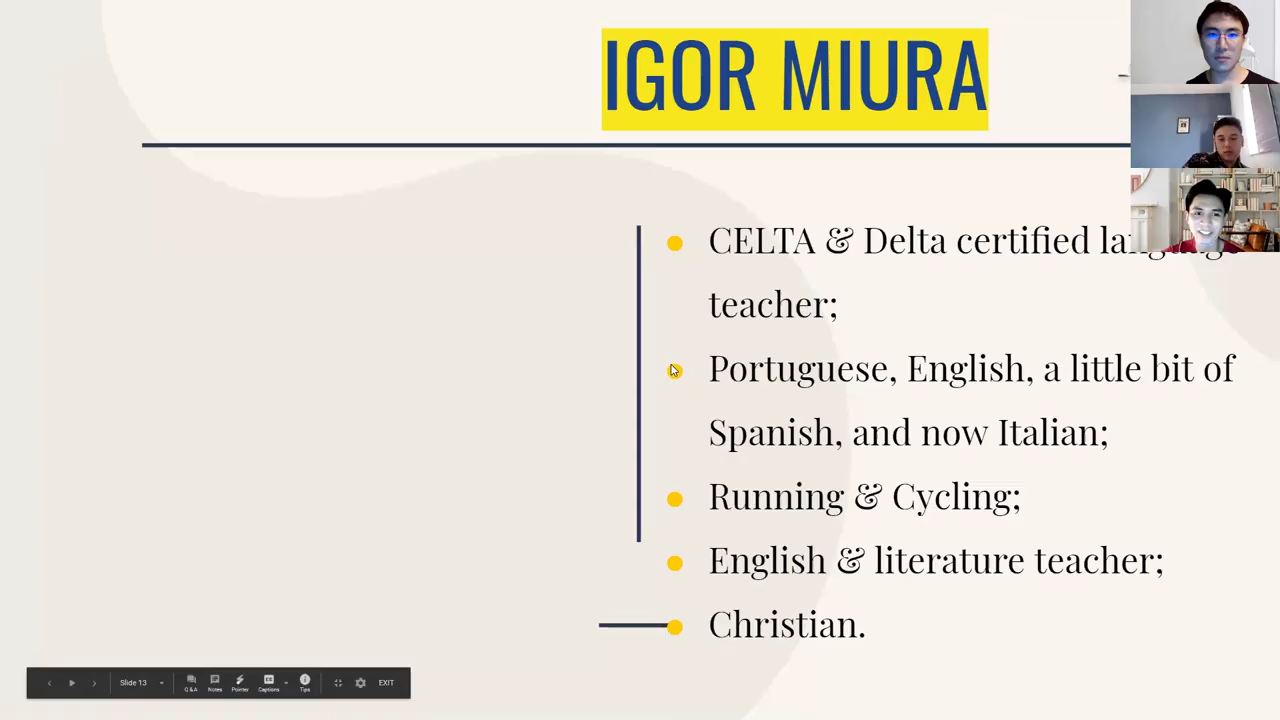 IGOR MIURA
CELTA & Delta certified language
teacher;
Portuguese, English, a little bit of
Spanish, and now Italian;
Running & Cycling;
English & literature teacher;
Christian.
Slide 13
Q&A Notes Pointer Captions Tips EXIT